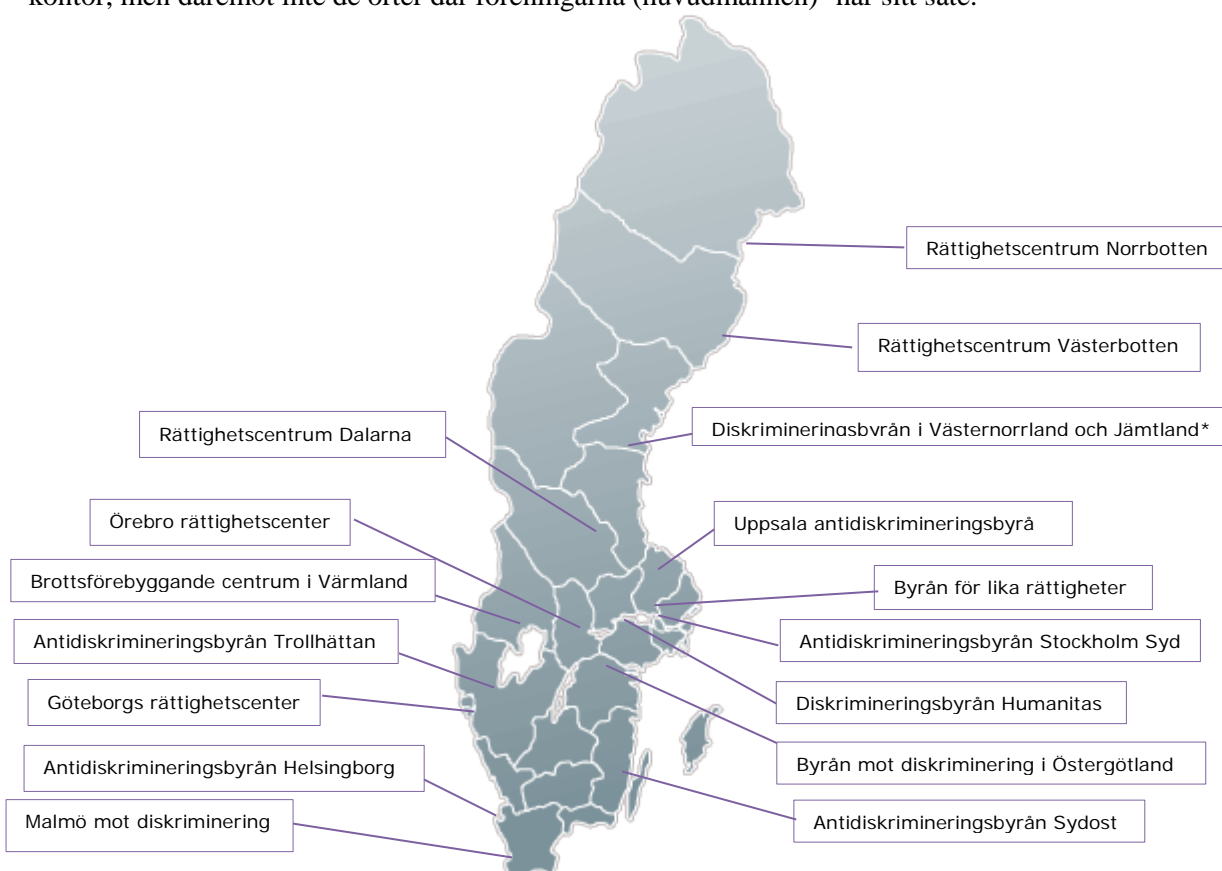 kontor, men däremot inte de orter där föreningarna (huvudmännen) har sitt säte.
Rättighetscentrum Norrbotten
Rättighetscentrum Västerbotten
Diskrimineringsbyrån i Västernorrland och Jämtland*
Rättighetscentrum Dalarna
Örebro rättighetscenter
Uppsala antidiskrimineringsbyrå
Brottsförebyggande centrum i Värmland
Byrån för lika rättigheter
Antidiskrimineringsbyrån Trollhättan
Antidiskrimineringsbyrån Stockholm Syd
Göteborgs rättighetscenter
Diskrimineringsbyrån Humanitas
Antidiskrimineringsbyrån Helsingborg
Byrån mot diskriminering i Östergötland
Malmö mot diskriminering
Antidiskrimineringsbyrån Sydost